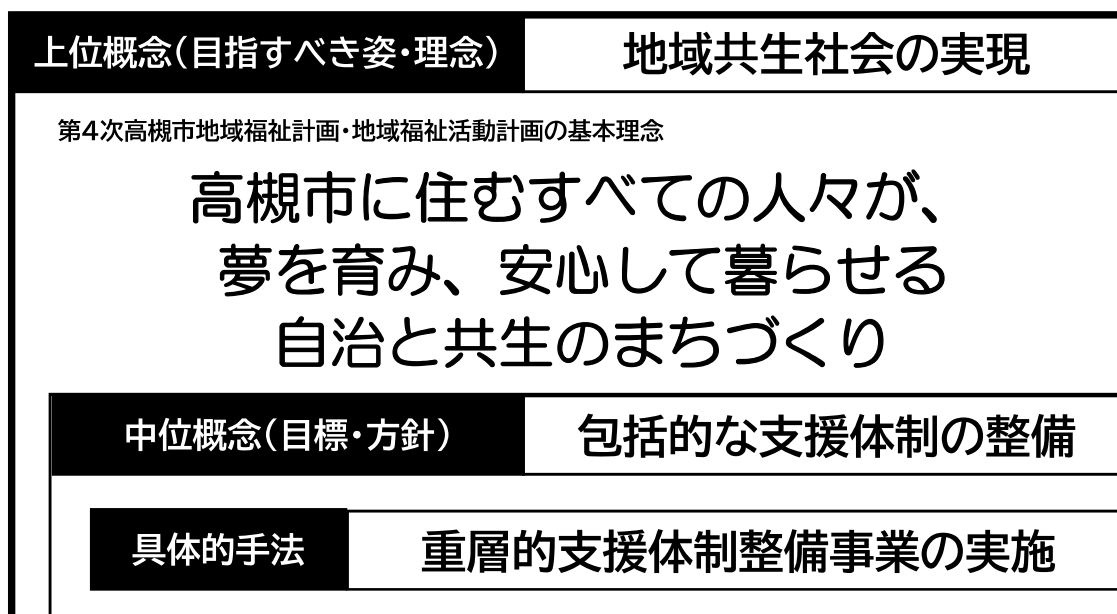 上位概念(目指すべき姿・理念) 地域共生社会の実現
第4次高槻市地域福祉計画・地域福祉活動計画の基本理念
高槻市に住むすべての人々が、
夢を育み、安心して暮らせる
自治と共生のまちづくり
中位概念(目標・方針) 包括的な支援体制の整備
具体的手法 重層的支援体制整備事業の実施